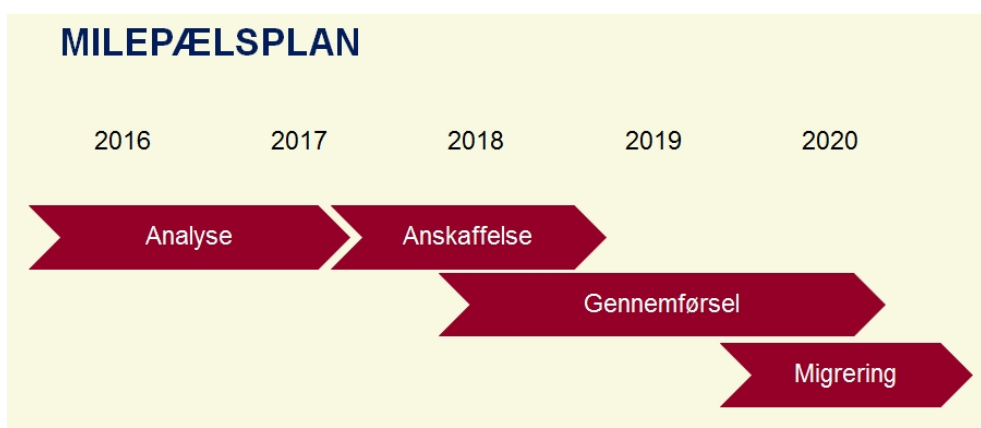 MILEPÆLSPLAN
2016 2017 2018 2019 2020
Analyse Anskaffelse
Gennemførsel
Migrering